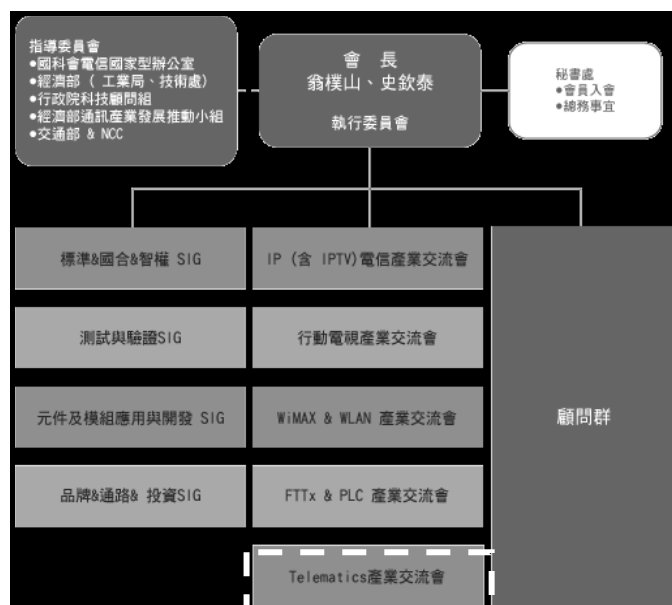 指導委員會
●國科會電信國家型辦公室
●經濟部 ( 工業局、技術處)
●行政院科技顧問組
●經濟部通訊產業發展推動小組
●交通部 & NCC
會 長
翁樸山、史欽泰
執行委員會
秘書處
●會員入會
●總務事宜
標準&國合&智權 SIG
IP (含 IPTV)電信產業交流會
測試與驗證SIG
行動電視產業交流會
元件及模組應用與開發 SIG
WiMAX & WLAN 產業交流會
顧問群
品牌&通路& 投資SIG
FTTx & PLC 產業交流會
Telematics產業交流會